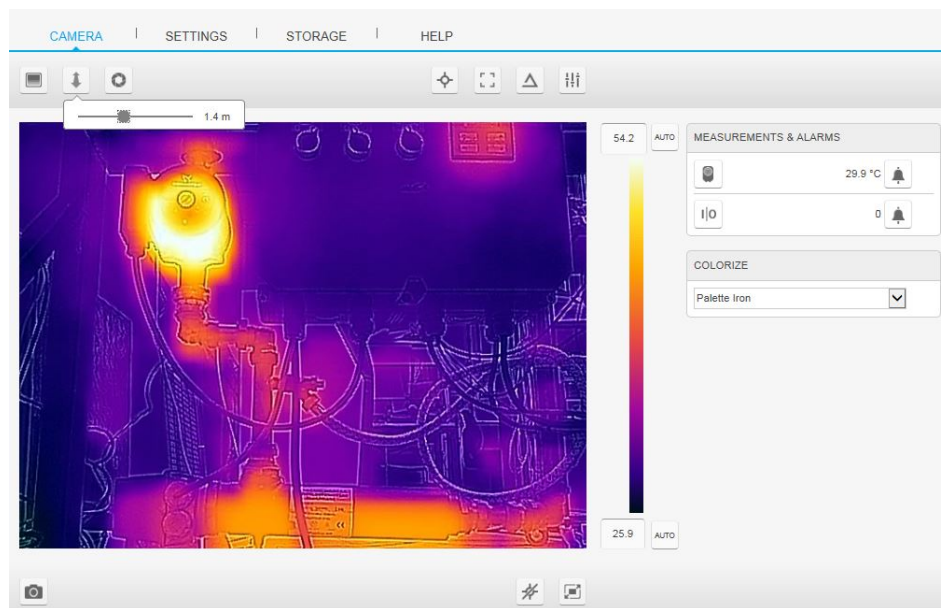 CAMERA | SETTINGS | STORAGE | HELP
1.4 m
54.2 AUTO
MEASUREMENTS & ALARMS
29.9 °C
I|O 0
COLORIZE
Palette Iron
25.9 AUTO